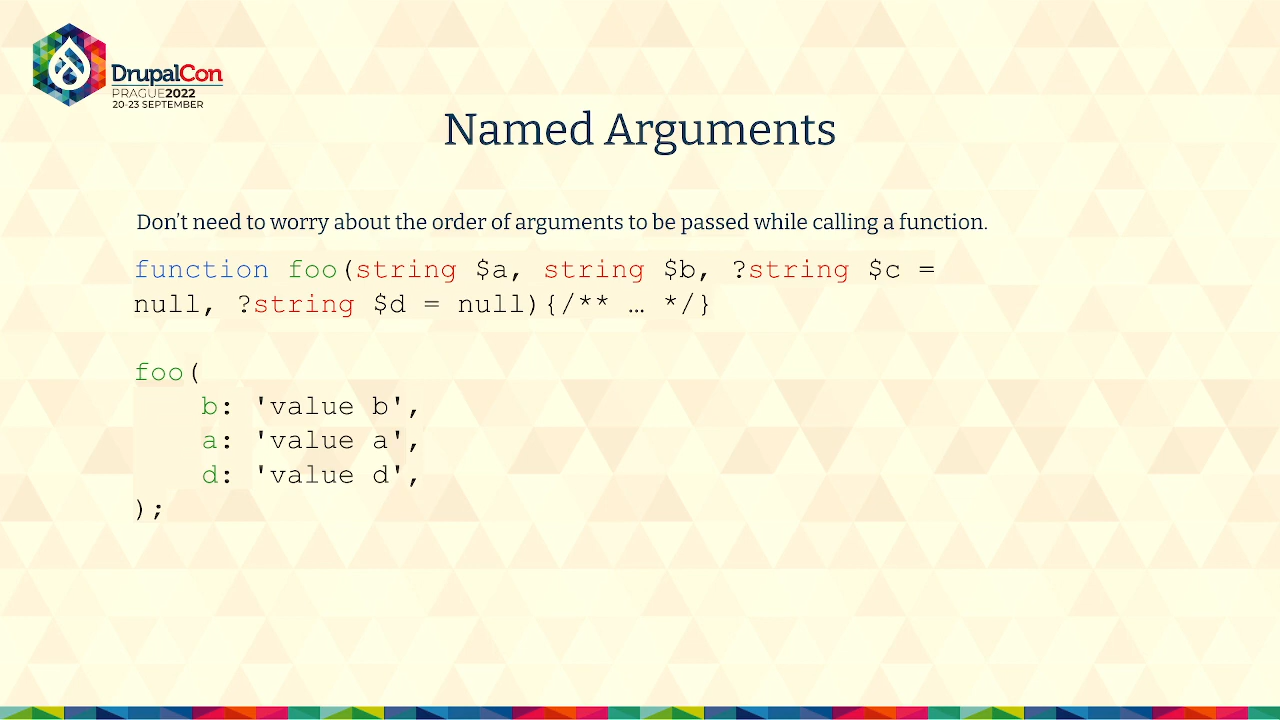 DrupalCon
PRAGUE2022
20-23 SEPTEMBER
Named Arguments
Don’t need to worry about the order of arguments to be passed while calling a function.
function foo(string $a, string $b, ?string $c =
null, ?string $d = null){/** … */}
foo(
    b: 'value b',
    a: 'value a',
    d: 'value d',
);